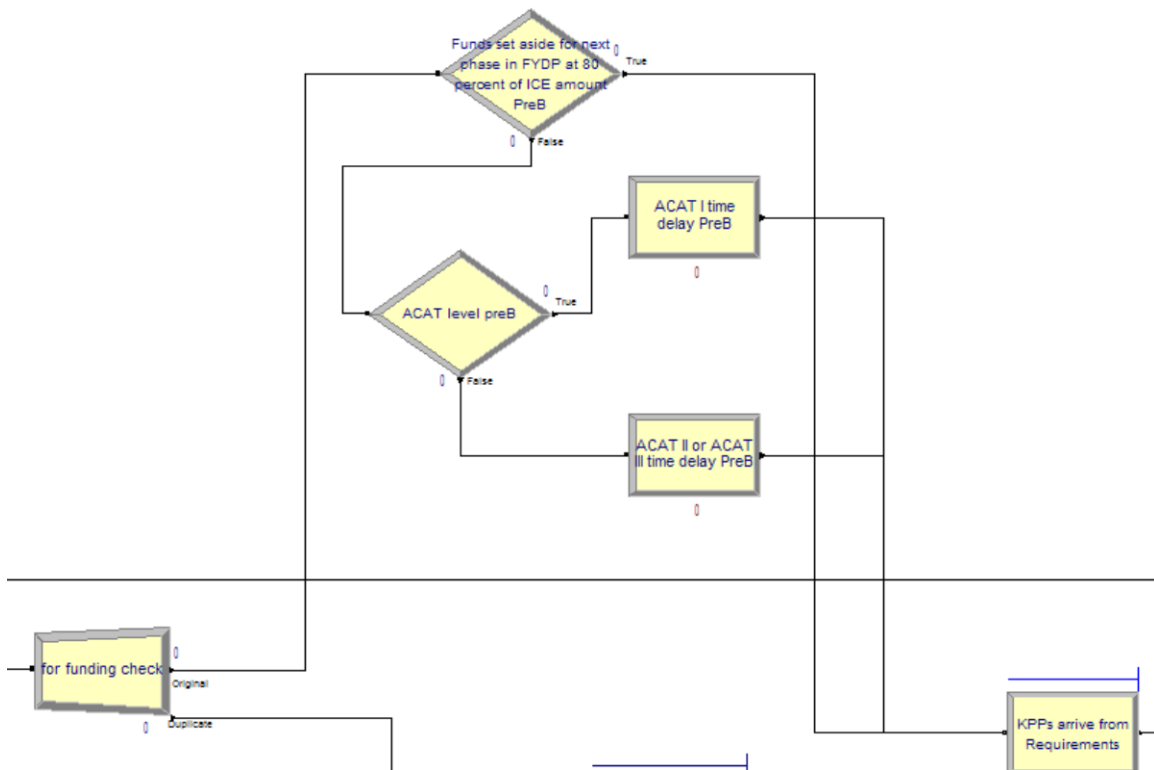 Funds set aside for next
phase in FYDP at 80
percent of ICE amount
PreB
0
True
0
False
ACAT I time
delay PreB
0
ACAT level preB
0
True
0
False
ACAT II or ACAT
III time delay PreB
0
for funding check
0
Original
0
Duplicate
KPPs arrive from
Requirements